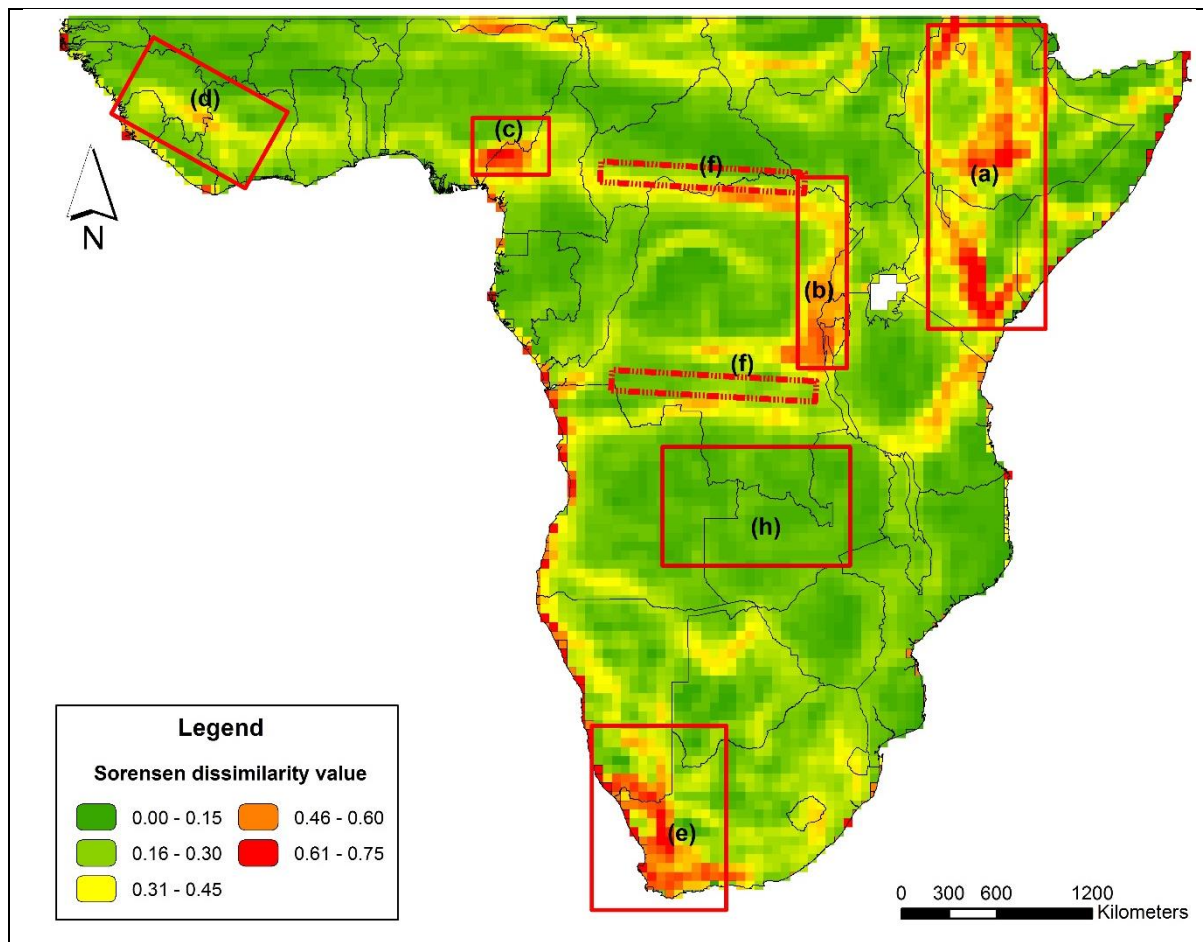 (d)
(c)
(f)
(a)
N
(b)
(f)
(h)
(e)
Legend
Sorensen dissimilarity value
0.00 - 0.15
0.46 - 0.60
0.16 - 0.30
0.61 - 0.75
0.31 - 0.45
0 300 600 1200
Kilometers